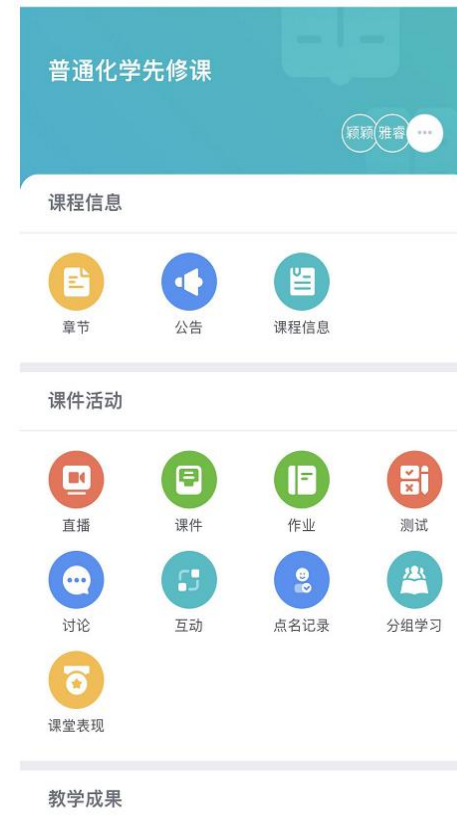 普通化学先修课
颖颖 雅睿 ···
课程信息
章节 公告 课程信息
课件活动
直播 课件 作业 测试
讨论 互动 点名记录 分组学习
课堂表现
教学成果